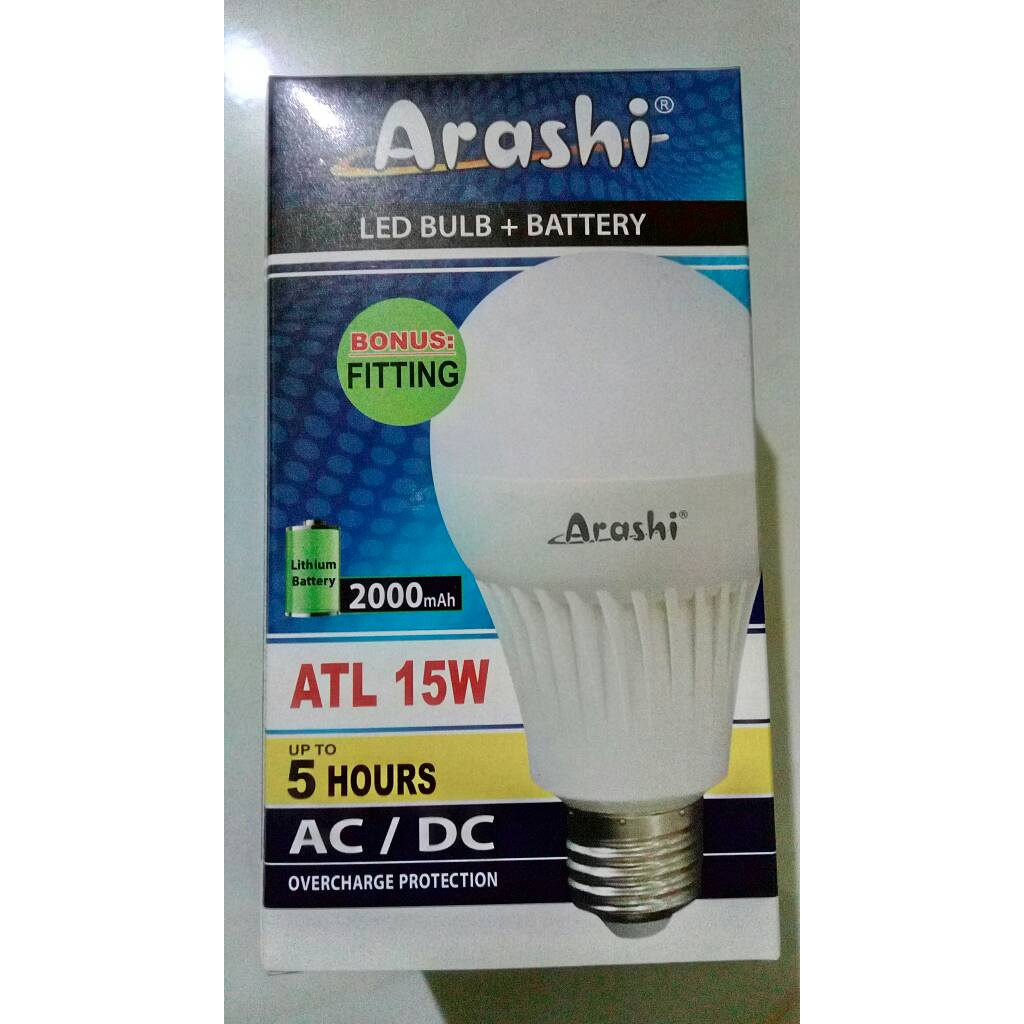 Arashi®
LED BULB + BATTERY
BONUS:
FITTING
Arashi®
Lithium
Battery
2000mAh
ATL 15W
UP TO
5 HOURS
AC / DC
OVERCHARGE PROTECTION